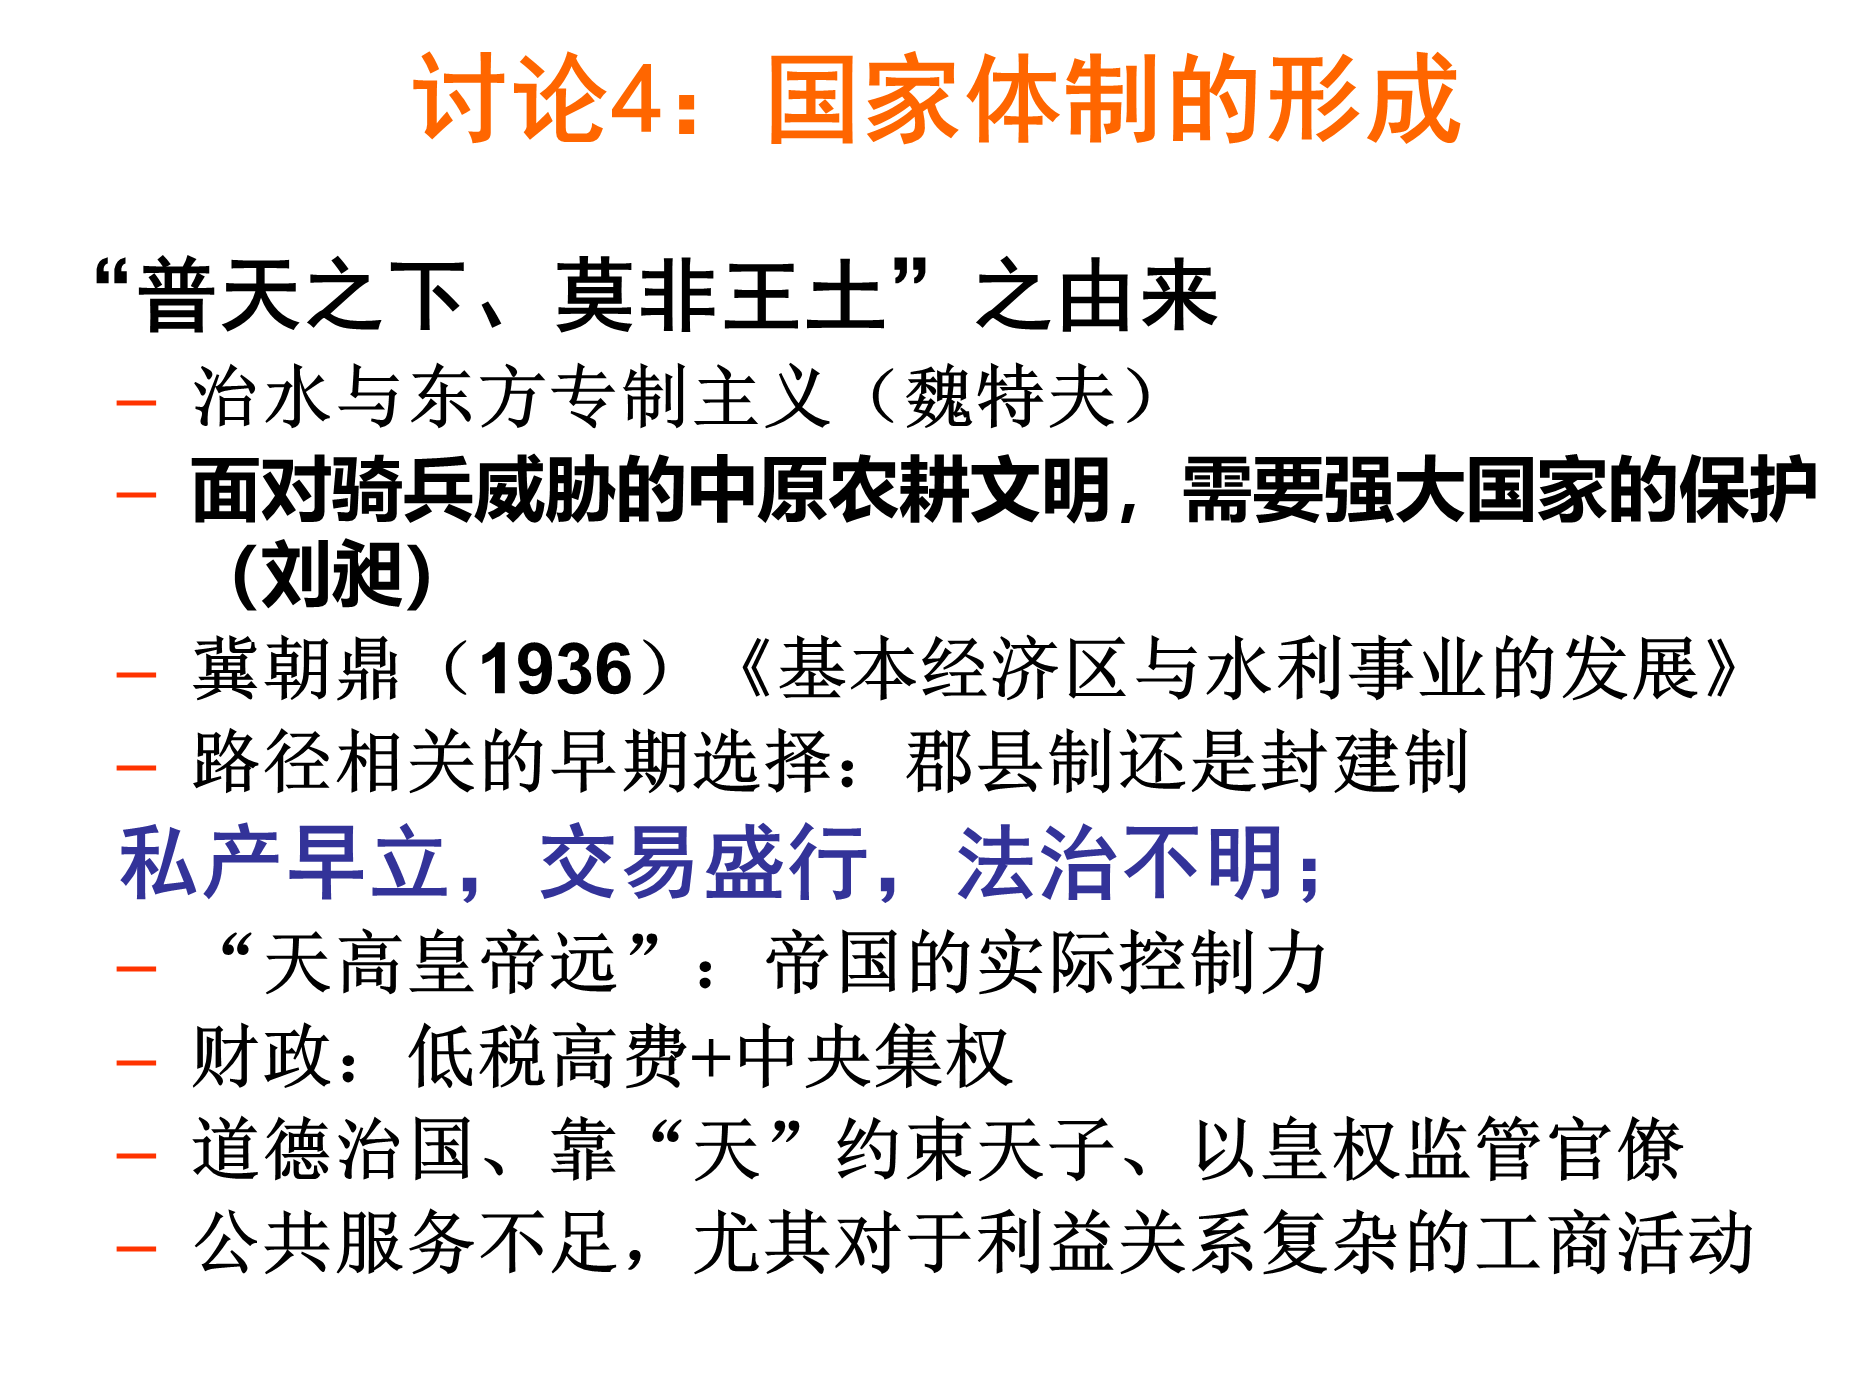 讨论4：国家体制的形成
“普天之下、莫非王土”之由来
– 治水与东方专制主义（魏特夫）
– 面对骑兵威胁的中原农耕文明，需要强大国家的保护
（刘昶）
– 冀朝鼎（1936）《基本经济区与水利事业的发展》
– 路径相关的早期选择：郡县制还是封建制
私产早立，交易盛行，法治不明；
– “天高皇帝远”：帝国的实际控制力
– 财政：低税高费+中央集权
– 道德治国、靠“天”约束天子、以皇权监管官僚
– 公共服务不足，尤其对于利益关系复杂的工商活动